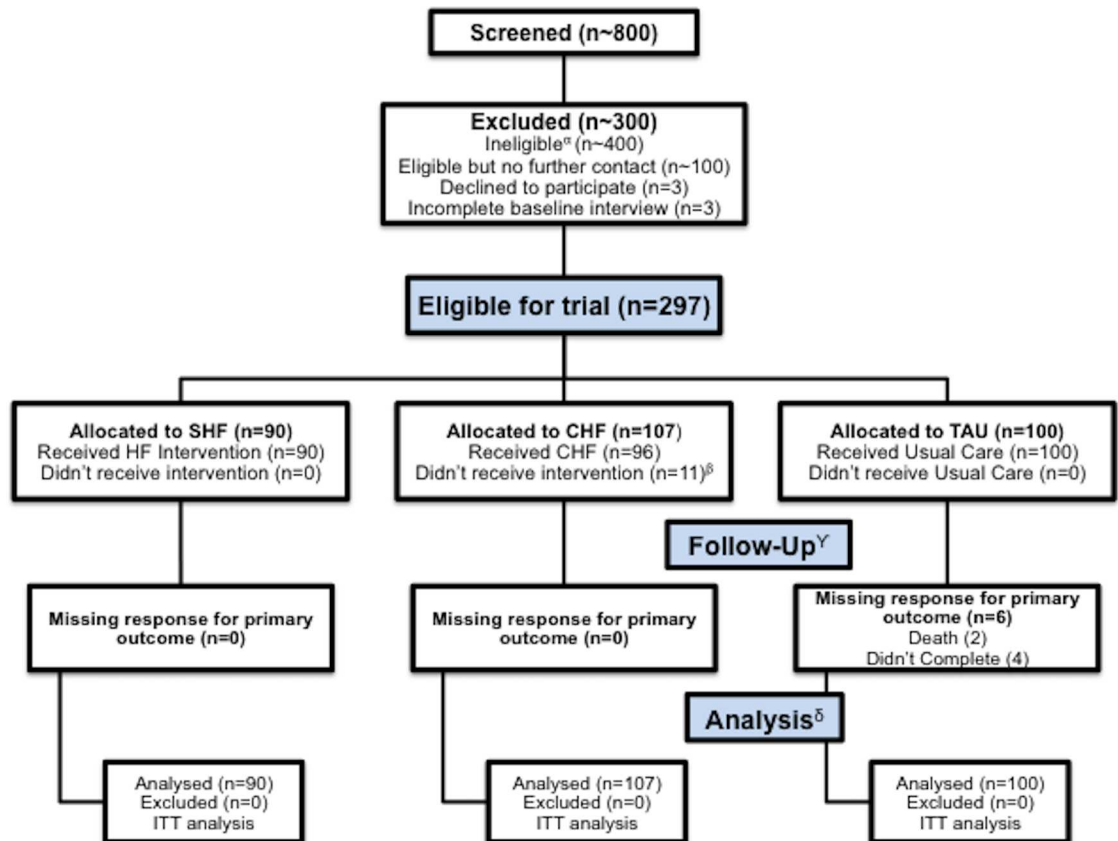 Screened (n~800)
Excluded (n~300)
Ineligibleᵅ (n~400)
Eligible but no further contact (n~100)
Declined to participate (n=3)
Incomplete baseline interview (n=3)
Eligible for trial (n=297)
Allocated to SHF (n=90)
Received HF Intervention (n=90)
Didn't receive intervention (n=0)
Allocated to CHF (n=107)
Received CHF (n=96)
Didn't receive intervention (n=11)ᵝ
Allocated to TAU (n=100)
Received Usual Care (n=100)
Didn't receive Usual Care (n=0)
Follow-Upᵞ
Missing response for primary
outcome (n=0)
Missing response for primary
outcome (n=0)
Missing response for primary
outcome (n=6)
Death (2)
Didn't Complete (4)
Analysisᵟ
Analysed (n=90)
Excluded (n=0)
ITT analysis
Analysed (n=107)
Excluded (n=0)
ITT analysis
Analysed (n=100)
Excluded (n=0)
ITT analysis